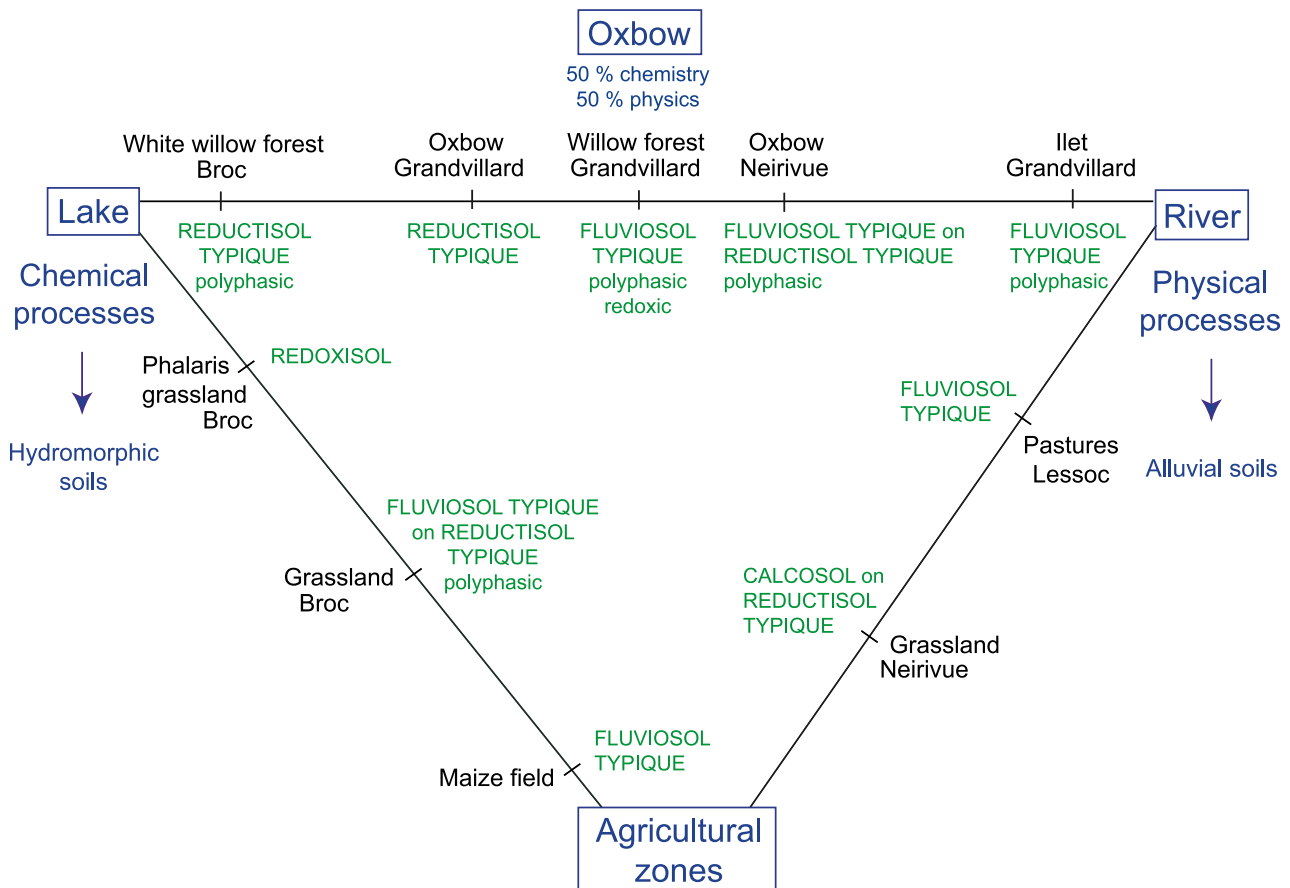 Oxbow
50 % chemistry
50 % physics
White willow forest
Broc
Oxbow
Grandvillard
Willow forest
Grandvillard
Oxbow
Neirivue
Ilet
Grandvillard
Lake
River
REDUCTISOL
TYPIQUE
polyphasic
REDUCTISOL
TYPIQUE
FLUVIOSOL
TYPIQUE
polyphasic
redoxic
FLUVIOSOL TYPIQUE on
REDUCTISOL TYPIQUE
polyphasic
FLUVIOSOL
TYPIQUE
polyphasic
Chemical
processes
Hydromorphic
soils
Physical
processes
Alluvial soils
Phalaris
grassland
Broc
REDOXISOL
FLUVIOSOL
TYPIQUE
Pastures
Lessoc
FLUVIOSOL TYPIQUE
on REDUCTISOL
TYPIQUE
polyphasic
Grassland
Broc
CALCOSOL on
REDUCTISOL
TYPIQUE
Grassland
Neirivue
FLUVIOSOL
TYPIQUE
Maize field
Agricultural
zones